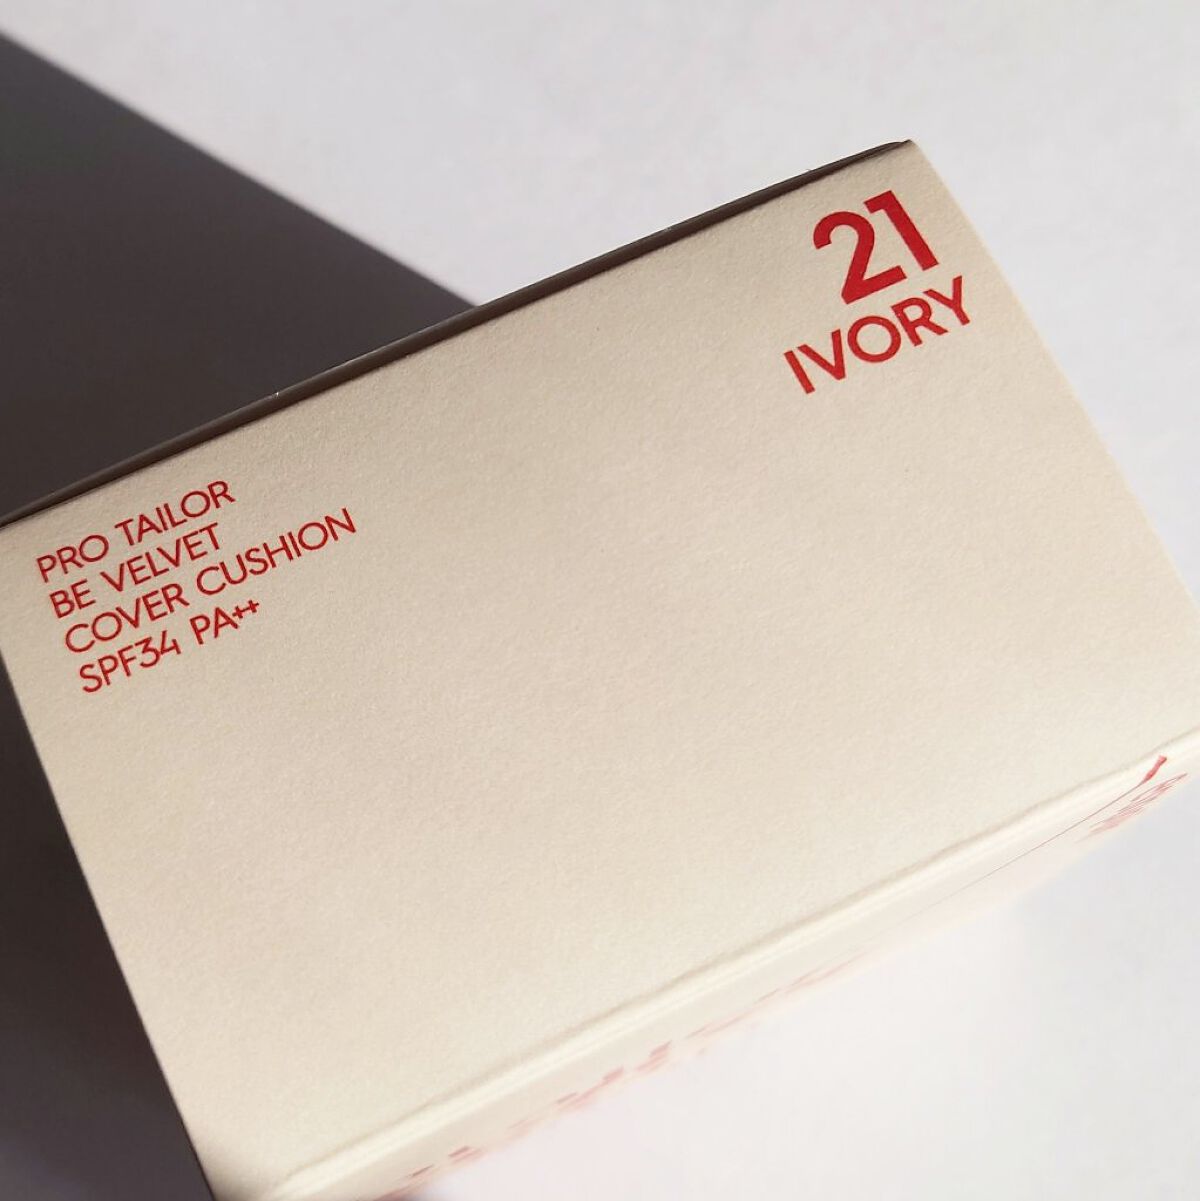 21
IVORY
PRO TAILOR
BE VELVET
COVER CUSHION
SPF34 PA++